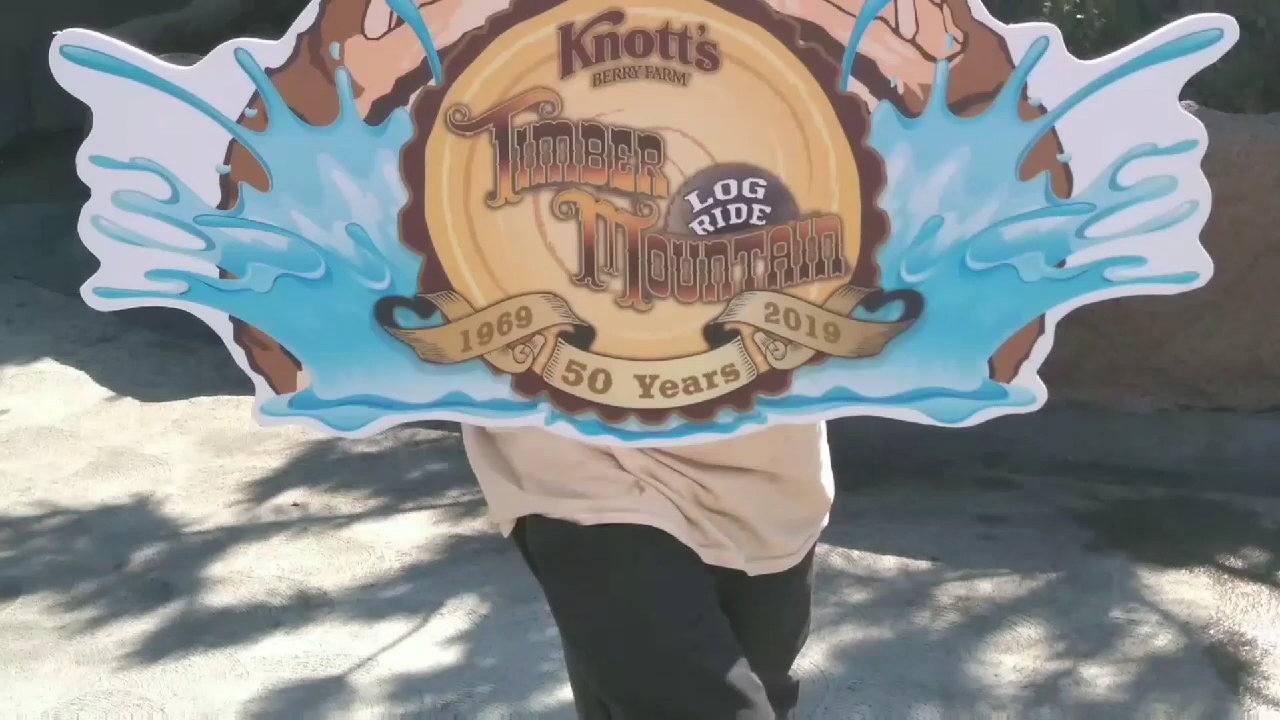 Knott's
BERRY FARM
TIMBER
LOG
RIDE
MOUNTAIN
1969
2019
50 Years